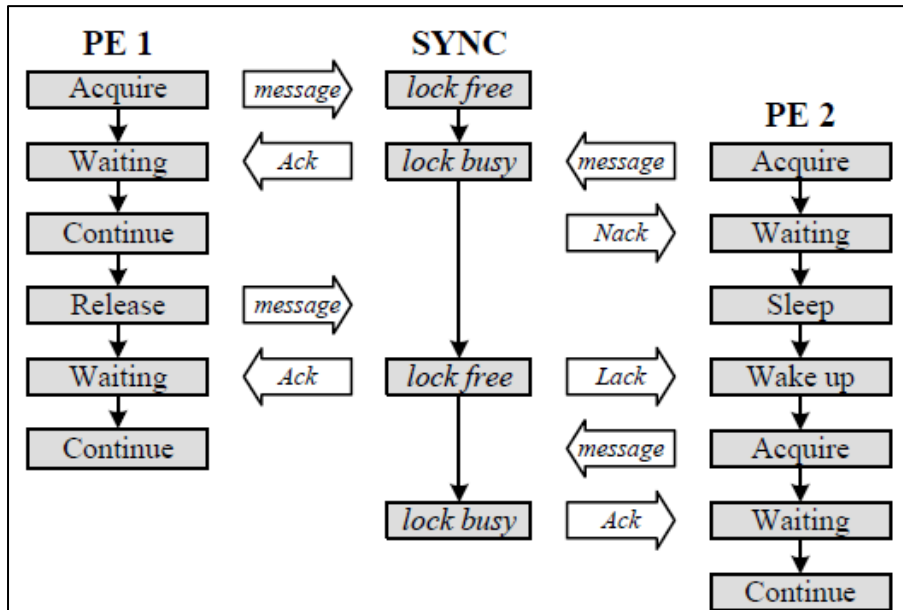 PE 1
SYNC
Acquire
message
lock free
PE 2
Waiting
Ack
lock busy
message
Acquire
Continue
Nack
Waiting
Release
message
Sleep
Waiting
Ack
lock free
Lack
Wake up
Continue
message
Acquire
lock busy
Ack
Waiting
Continue